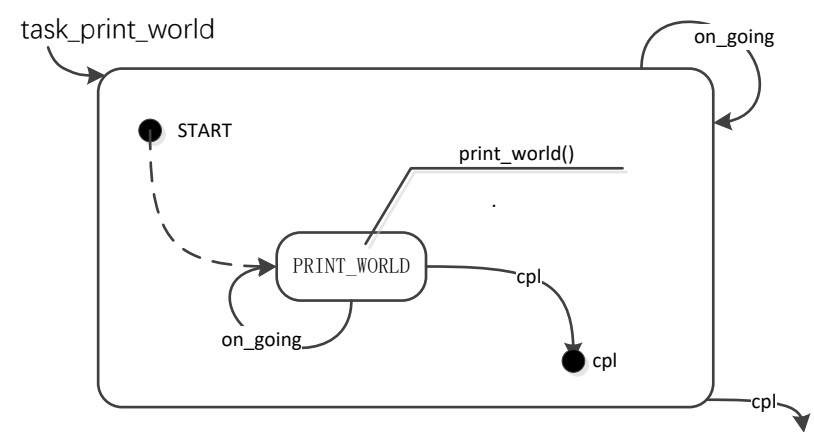 task_print_world
on_going
START
print_world()
.
PRINT_WORLD
cpl
on_going
cpl
cpl